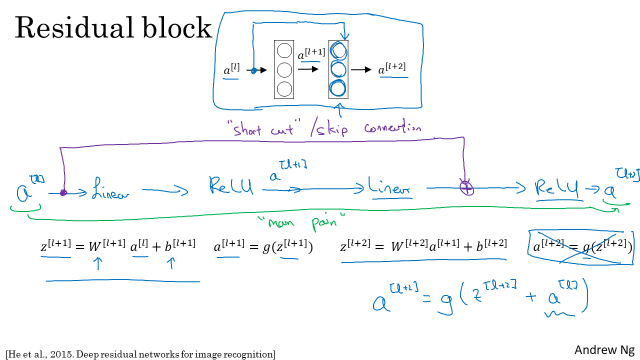 Residual block
a^[l] a^[l+1] a^[l+2]
"short cut" / skip connection
a^[l] → Linear → ReLU a^[l+1] → Linear → ReLU → a^[l+2]
"main path"
z^[l+1] = W^[l+1] a^[l] + b^[l+1] a^[l+1] = g(z^[l+1]) z^[l+2] = W^[l+2] a^[l+1] + b^[l+2] a^[l+2] = g(z^[l+2])
a^[l+2] = g(z^[l+2] + a^[l])
[He et al., 2015. Deep residual networks for image recognition]
Andrew Ng